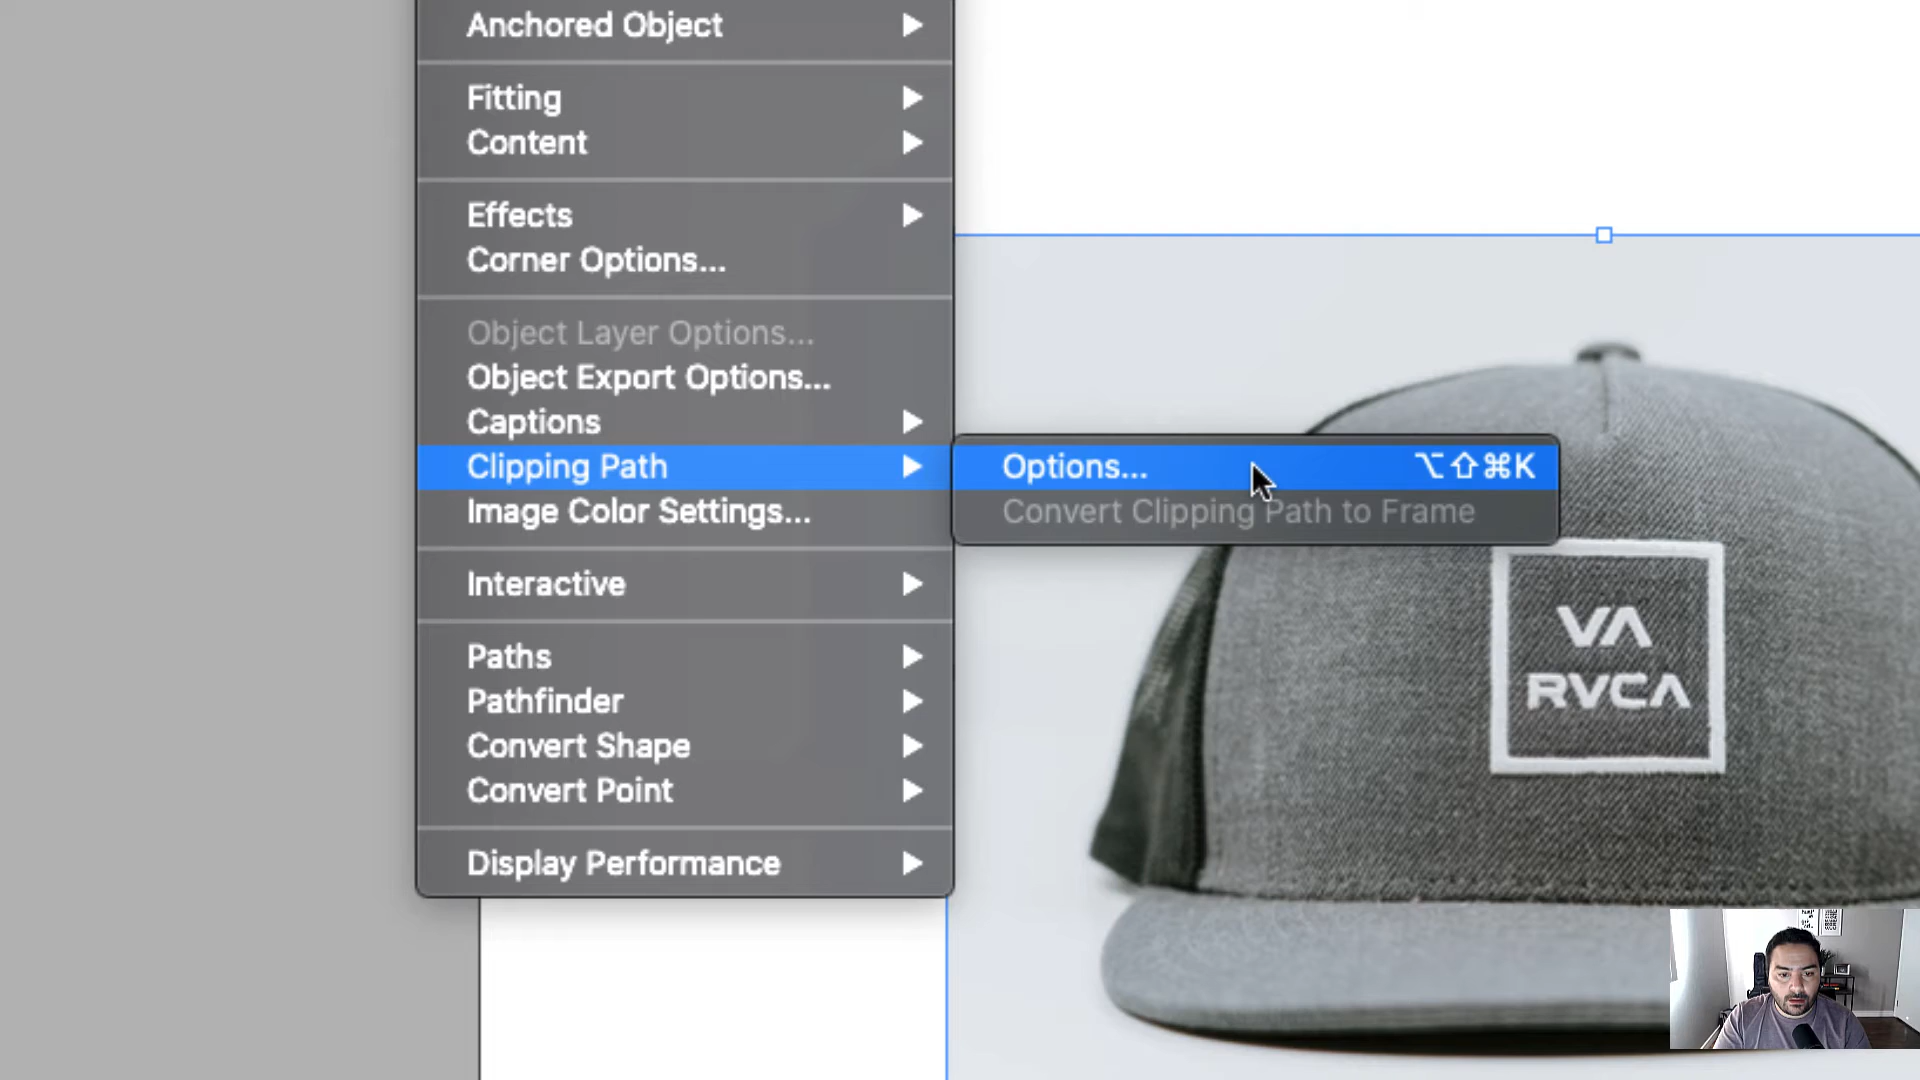 Anchored Object
Fitting
Content
Effects
Corner Options...
Object Layer Options...
Object Export Options...
Captions
Clipping Path
Options... ⌥⇧⌘K
Convert Clipping Path to Frame
Image Color Settings...
Interactive
Paths
Pathfinder
Convert Shape
Convert Point
Display Performance
VA
RVCA